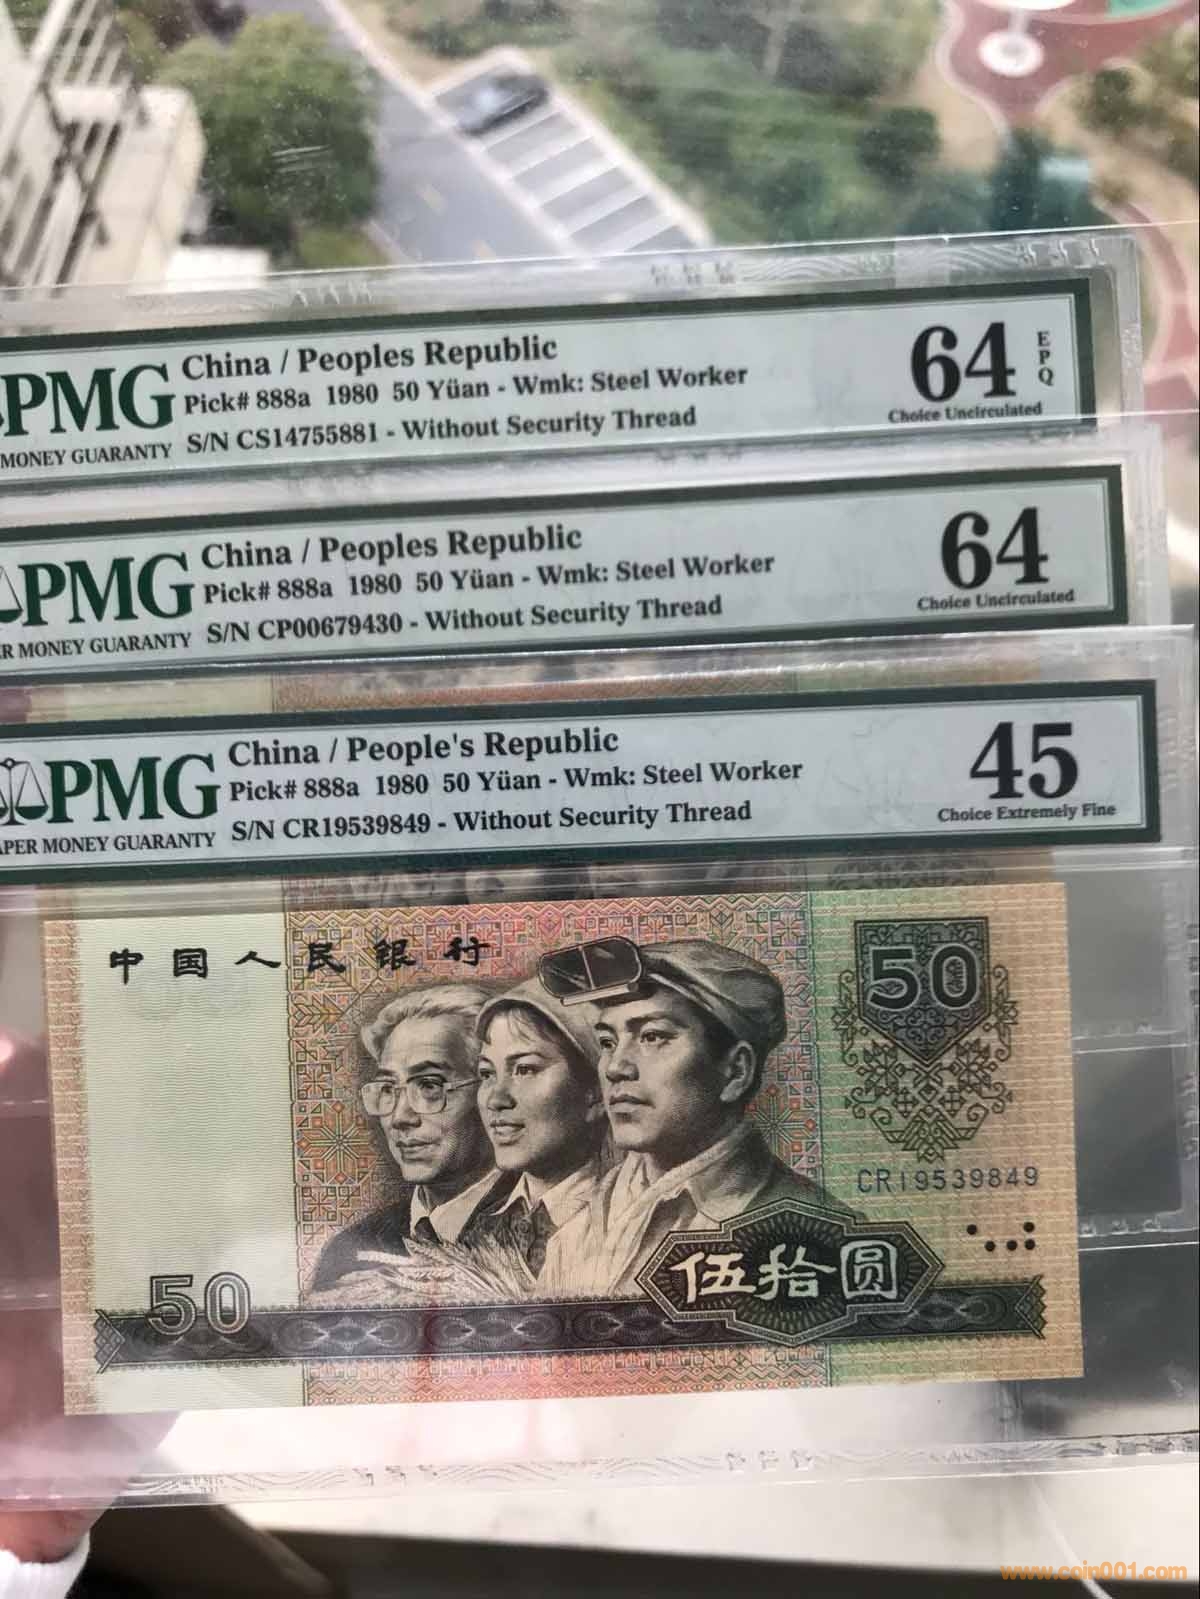 PMG
MONEY GUARANTY
China / Peoples Republic
Pick# 888a 1980 50 Yüan - Wmk: Steel Worker
S/N CS14755881 - Without Security Thread
64
EPQ
Choice Uncirculated
PMG
MONEY GUARANTY
China / Peoples Republic
Pick# 888a 1980 50 Yüan - Wmk: Steel Worker
S/N CP00679430 - Without Security Thread
64
Choice Uncirculated
PMG
MONEY GUARANTY
China / People's Republic
Pick# 888a 1980 50 Yüan - Wmk: Steel Worker
S/N CR19539849 - Without Security Thread
45
Choice Extremely Fine
中国人民银行
50
CR19539849
伍拾圆
50
www.coin001.com